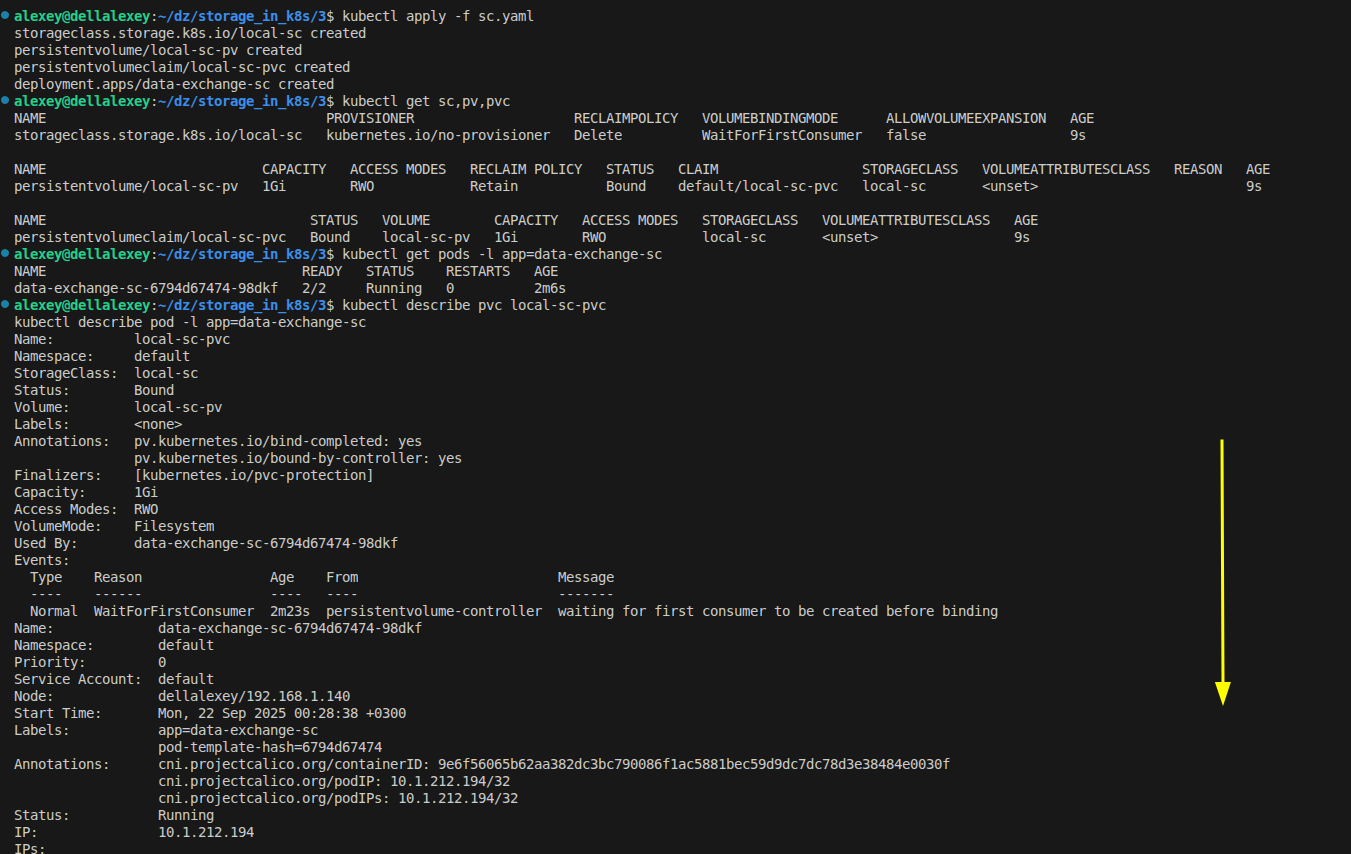 alexey@dellalexey:~/dz/storage_in_k8s/3$ kubectl apply -f sc.yaml
storageclass.storage.k8s.io/local-sc created
persistentvolume/local-sc-pv created
persistentvolumeclaim/local-sc-pvc created
deployment.apps/data-exchange-sc created
alexey@dellalexey:~/dz/storage_in_k8s/3$ kubectl get sc,pv,pvc
NAME                                   PROVISIONER                    RECLAIMPOLICY   VOLUMEBINDINGMODE      ALLOWVOLUMEEXPANSION   AGE
storageclass.storage.k8s.io/local-sc   kubernetes.io/no-provisioner   Delete          WaitForFirstConsumer   false                  9s

NAME                           CAPACITY   ACCESS MODES   RECLAIM POLICY   STATUS   CLAIM                  STORAGECLASS   VOLUMEATTRIBUTESCLASS   REASON   AGE
persistentvolume/local-sc-pv   1Gi        RWO            Retain           Bound    default/local-sc-pvc   local-sc       <unset>                          9s

NAME                                 STATUS   VOLUME        CAPACITY   ACCESS MODES   STORAGECLASS   VOLUMEATTRIBUTESCLASS   AGE
persistentvolumeclaim/local-sc-pvc   Bound    local-sc-pv   1Gi        RWO            local-sc       <unset>                 9s
alexey@dellalexey:~/dz/storage_in_k8s/3$ kubectl get pods -l app=data-exchange-sc
NAME                                READY   STATUS    RESTARTS   AGE
data-exchange-sc-6794d67474-98dkf   2/2     Running   0          2m6s
alexey@dellalexey:~/dz/storage_in_k8s/3$ kubectl describe pvc local-sc-pvc
kubectl describe pod -l app=data-exchange-sc
Name:          local-sc-pvc
Namespace:     default
StorageClass:  local-sc
Status:        Bound
Volume:        local-sc-pv
Labels:        <none>
Annotations:   pv.kubernetes.io/bind-completed: yes
               pv.kubernetes.io/bound-by-controller: yes
Finalizers:    [kubernetes.io/pvc-protection]
Capacity:      1Gi
Access Modes:  RWO
VolumeMode:    Filesystem
Used By:       data-exchange-sc-6794d67474-98dkf
Events:
  Type    Reason                Age    From                         Message
  ----    ------                ----   ----                         -------
  Normal  WaitForFirstConsumer  2m23s  persistentvolume-controller  waiting for first consumer to be created before binding
Name:             data-exchange-sc-6794d67474-98dkf
Namespace:        default
Priority:         0
Service Account:  default
Node:             dellalexey/192.168.1.140
Start Time:       Mon, 22 Sep 2025 00:28:38 +0300
Labels:           app=data-exchange-sc
                  pod-template-hash=6794d67474
Annotations:      cni.projectcalico.org/containerID: 9e6f56065b62aa382dc3bc790086f1ac5881bec59d9dc7dc78d3e38484e0030f
                  cni.projectcalico.org/podIP: 10.1.212.194/32
                  cni.projectcalico.org/podIPs: 10.1.212.194/32
Status:           Running
IP:               10.1.212.194
IPs: